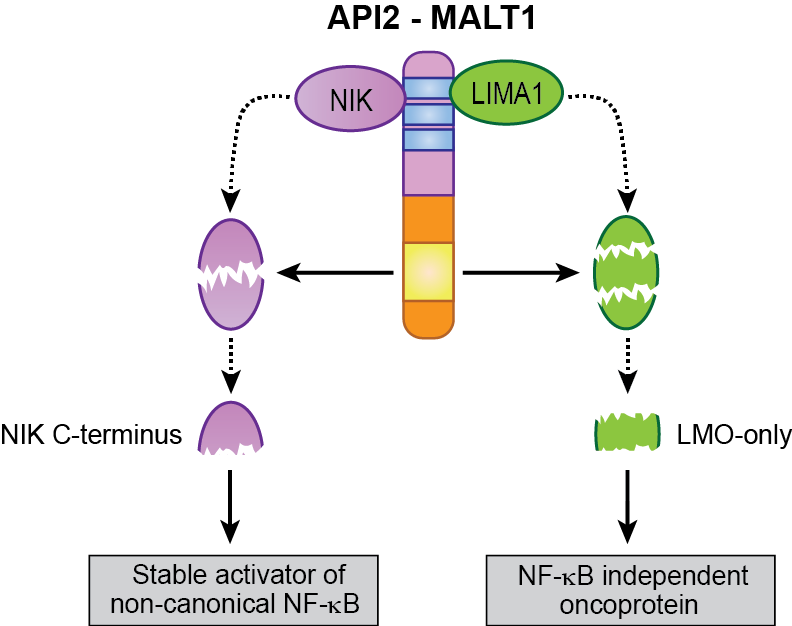 API2 - MALT1
NIK
LIMA1
NIK C-terminus
LMO-only
Stable activator of
non-canonical NF-κB
NF-κB independent
oncoprotein